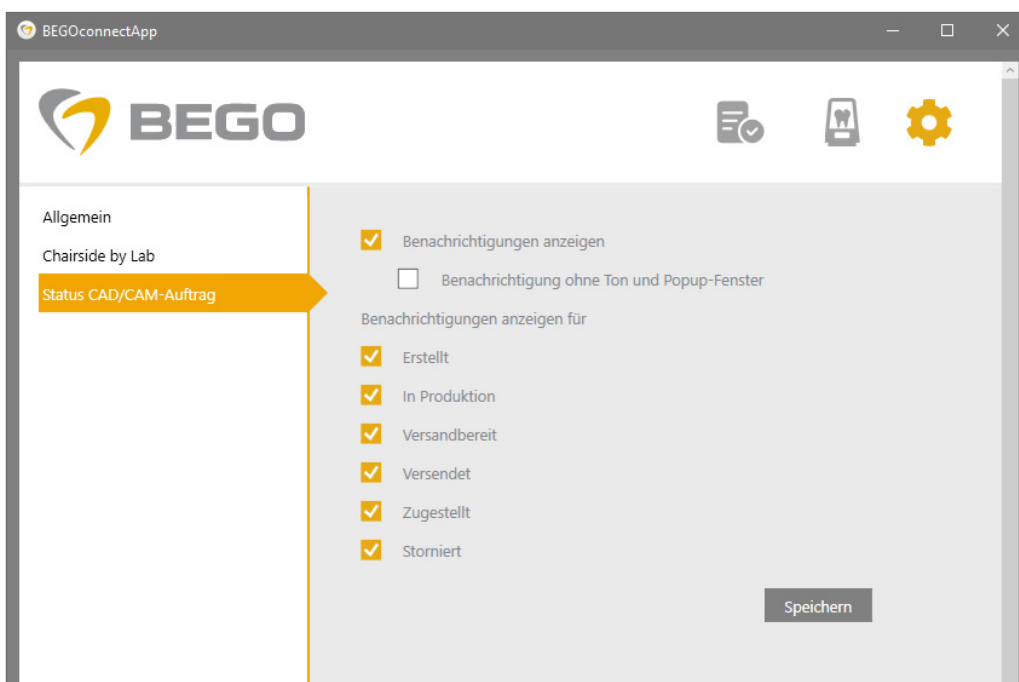 BEGOconnectApp
BEGO
Allgemein
Chairside by Lab
Status CAD/CAM-Auftrag
Benachrichtigungen anzeigen
Benachrichtigung ohne Ton und Popup-Fenster
Benachrichtigungen anzeigen für
Erstellt
In Produktion
Versandbereit
Versendet
Zugestellt
Storniert
Speichern